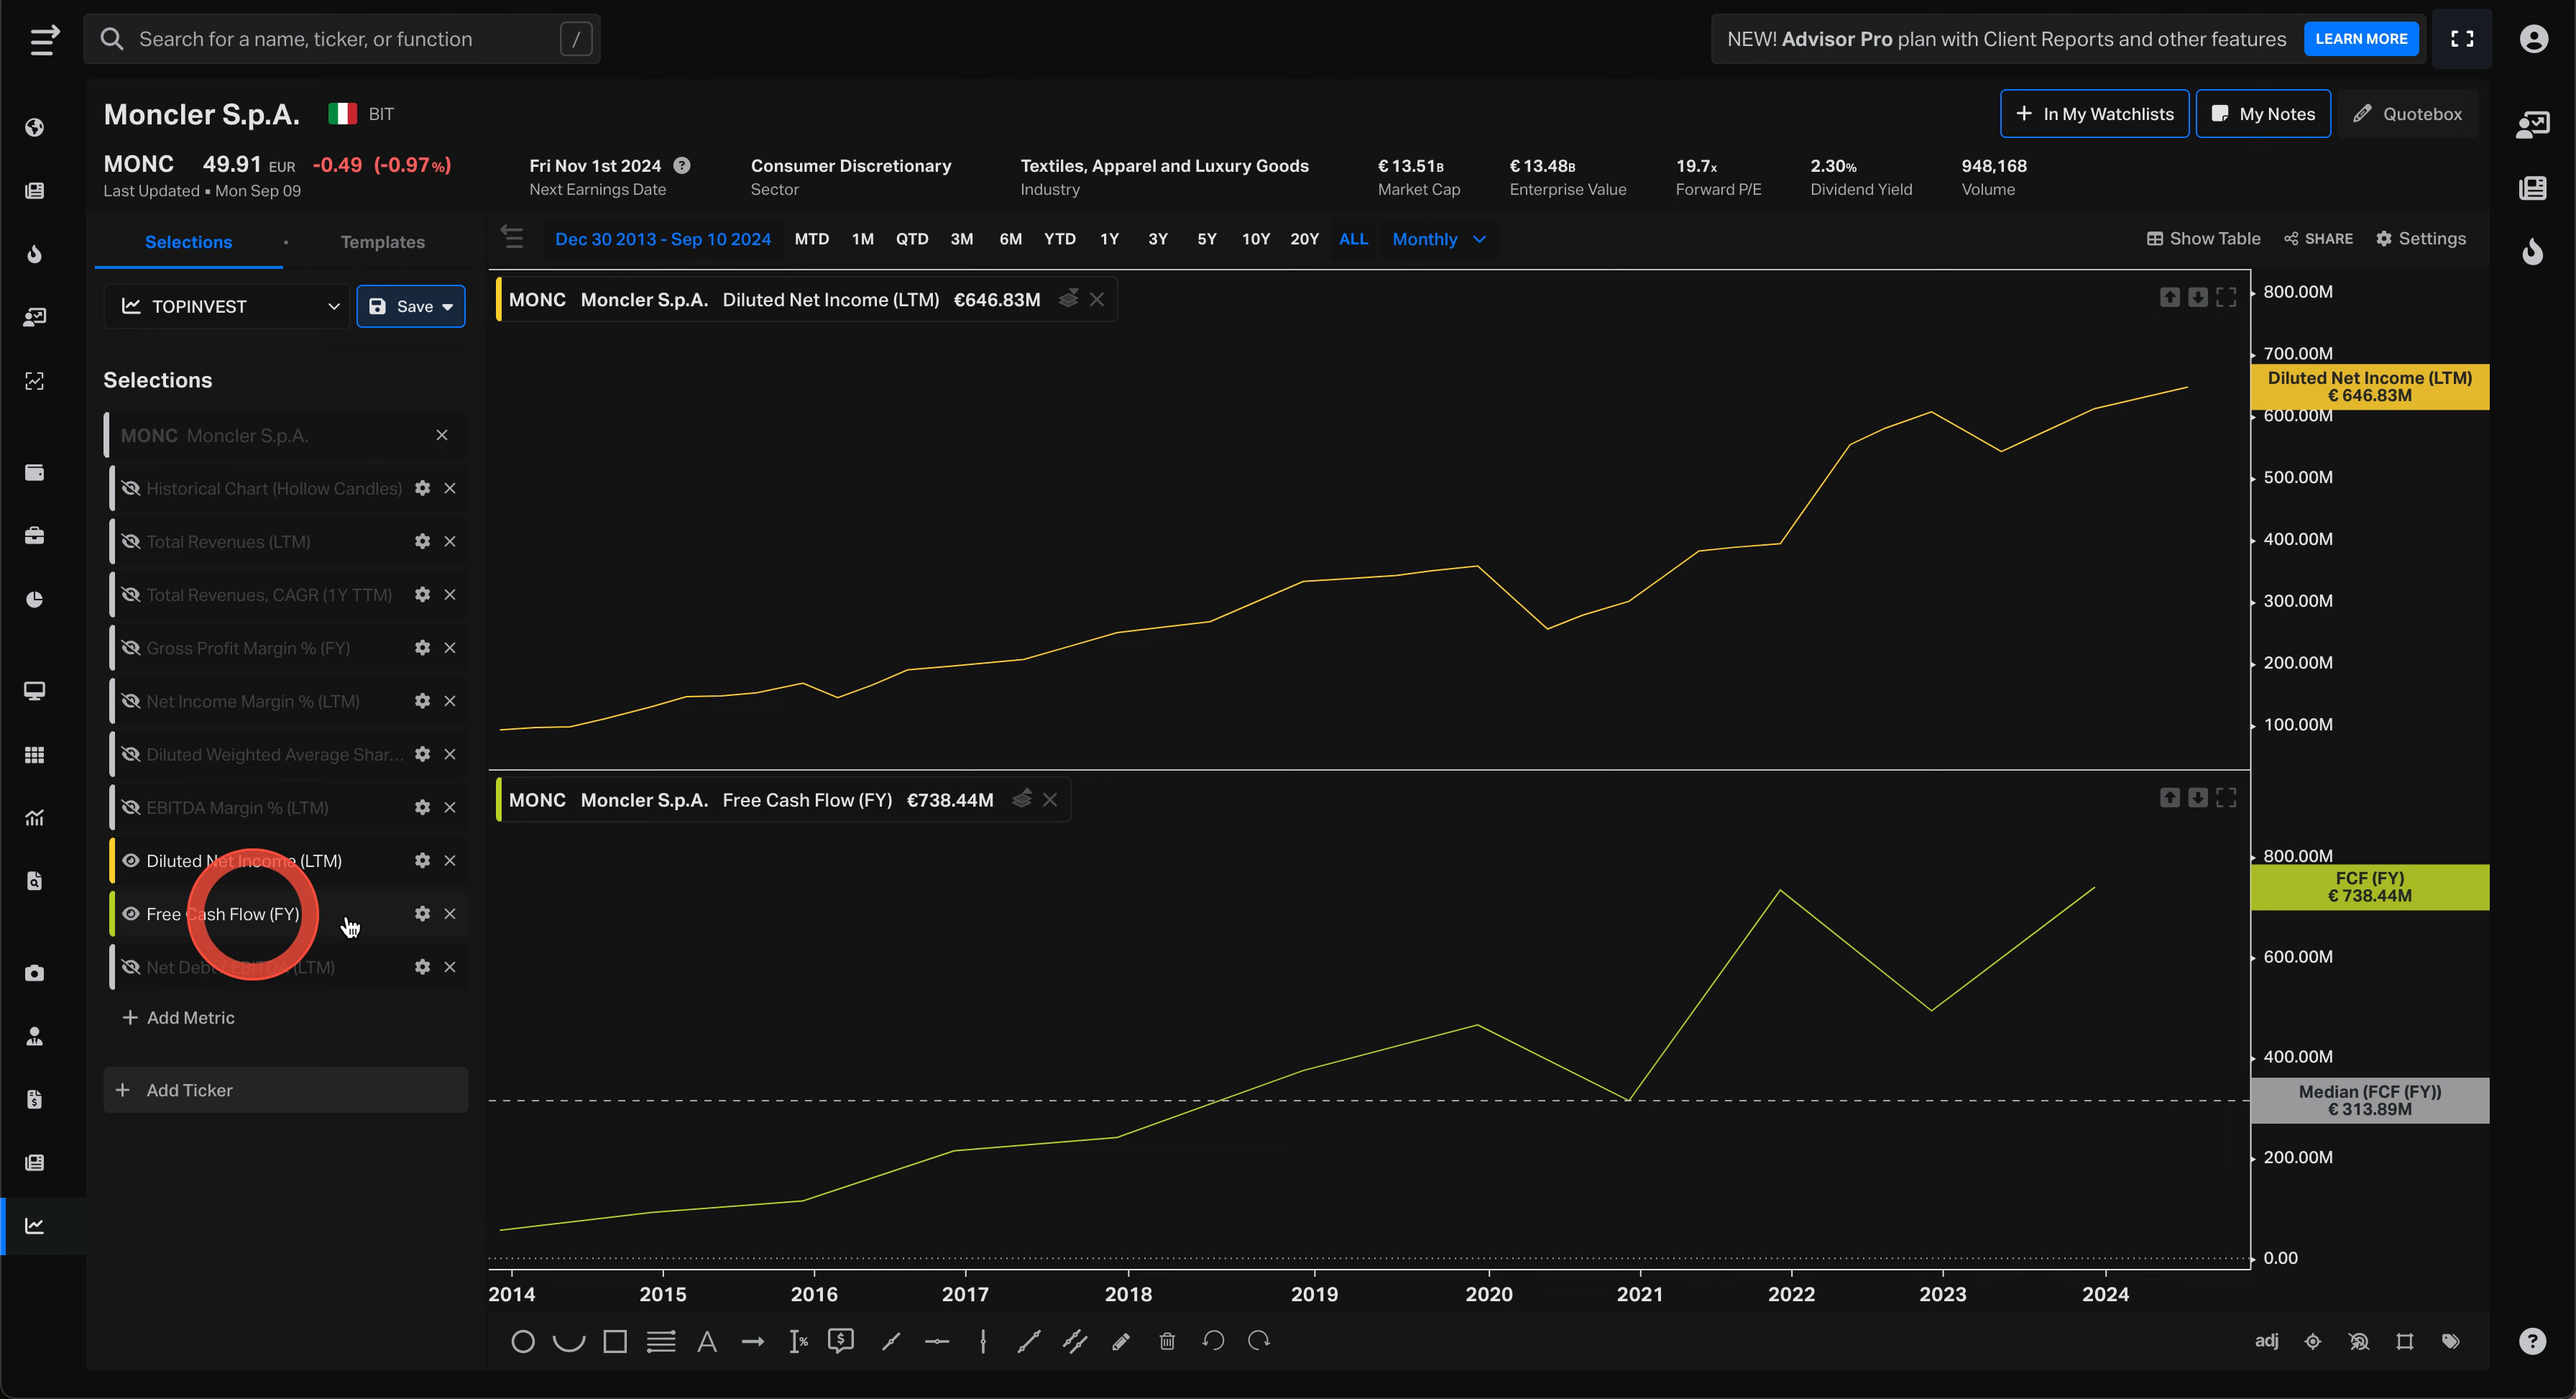 Search for a name, ticker, or function /
NEW! Advisor Pro plan with Client Reports and other features LEARN MORE
Moncler S.p.A. BIT
In My Watchlists My Notes Quotebox
MONC 49.91 EUR -0.49 (-0.97%)
Last Updated ▪ Mon Sep 09
Fri Nov 1st 2024 ?
Next Earnings Date
Consumer Discretionary
Sector
Textiles, Apparel and Luxury Goods
Industry
€ 13.51B
Market Cap
€ 13.48B
Enterprise Value
19.7x
Forward P/E
2.30%
Dividend Yield
948,168
Volume
Selections · Templates
Dec 30 2013 - Sep 10 2024 MTD 1M QTD 3M 6M YTD 1Y 3Y 5Y 10Y 20Y ALL Monthly
Show Table SHARE Settings
TOPINVEST Save
Selections
MONC Moncler S.p.A.
Historical Chart (Hollow Candles)
Total Revenues (LTM)
Total Revenues, CAGR (1Y TTM)
Gross Profit Margin % (FY)
Net Income Margin % (LTM)
Diluted Weighted Average Shar...
EBITDA Margin % (LTM)
Diluted Net Income (LTM)
Free Cash Flow (FY)
Net Debt / EBITDA (LTM)
+ Add Metric
+ Add Ticker
MONC Moncler S.p.A. Diluted Net Income (LTM) €646.83M
800.00M
700.00M
Diluted Net Income (LTM)
€ 646.83M
600.00M
500.00M
400.00M
300.00M
200.00M
100.00M
MONC Moncler S.p.A. Free Cash Flow (FY) €738.44M
800.00M
FCF (FY)
€ 738.44M
600.00M
400.00M
Median (FCF (FY))
€ 313.89M
200.00M
0.00
2014 2015 2016 2017 2018 2019 2020 2021 2022 2023 2024
adj
?